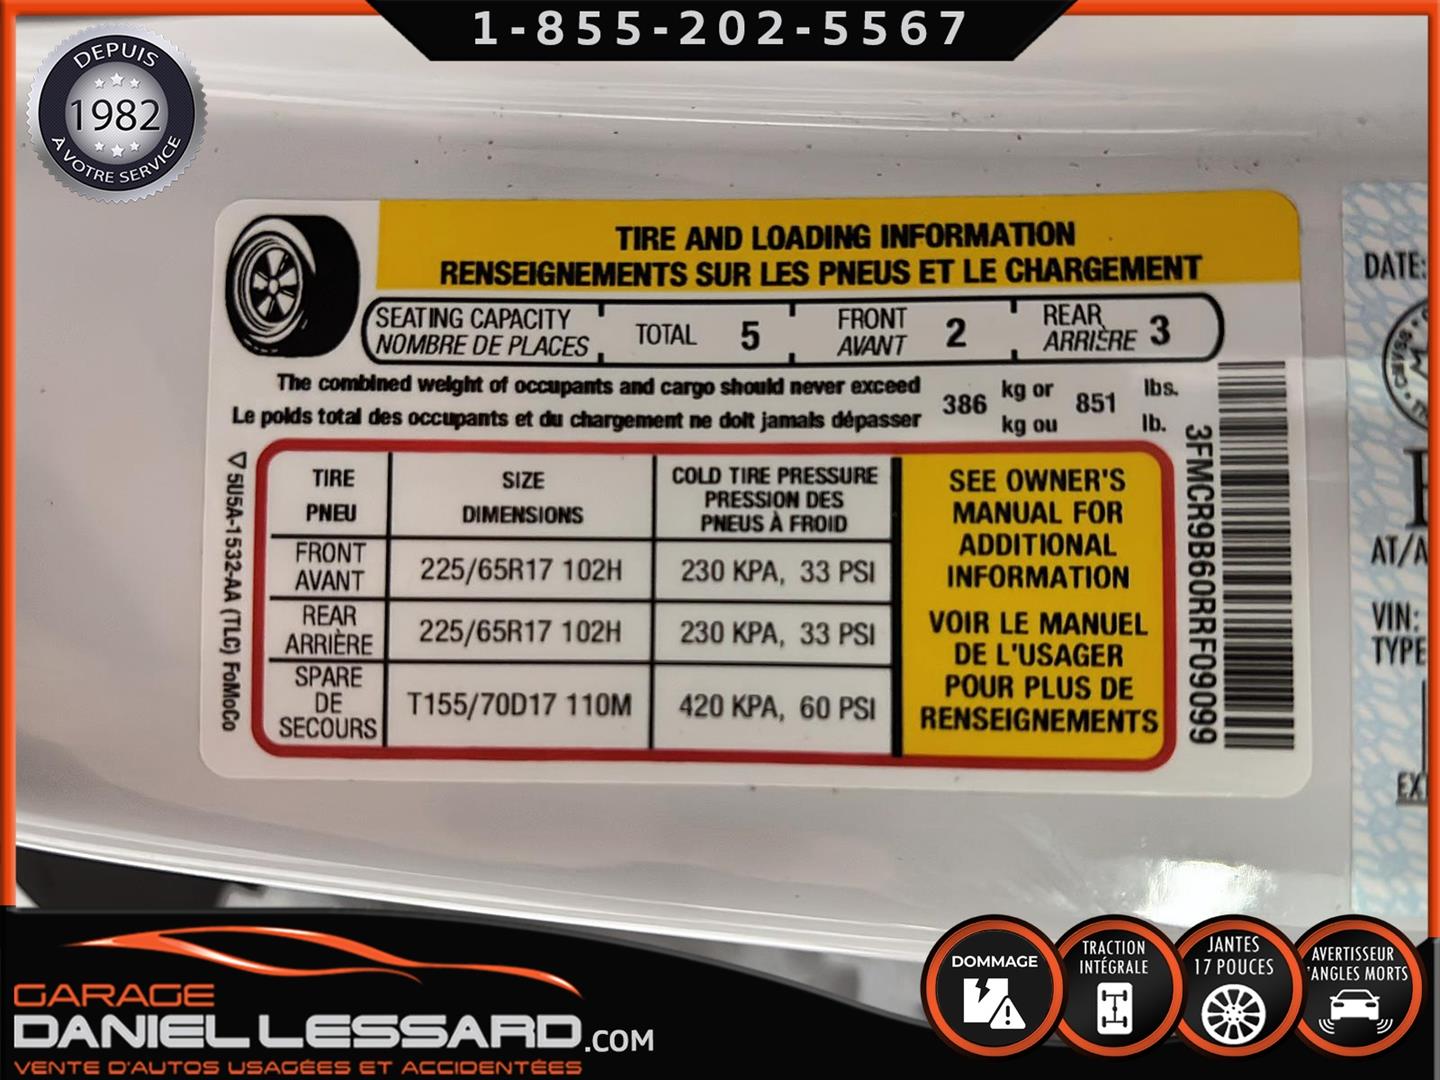 1-855-202-5567
DEPUIS
1982
À VOTRE SERVICE
TIRE AND LOADING INFORMATION
RENSEIGNEMENTS SUR LES PNEUS ET LE CHARGEMENT
SEATING CAPACITY
NOMBRE DE PLACES
TOTAL 5
FRONT
AVANT
2
REAR
ARRIÈRE
3
The combined weight of occupants and cargo should never exceed
Le poids total des occupants et du chargement ne doit jamais dépasser
386
kg or
kg ou
851
lbs.
lb.
5U5A-1532-AA (TLC) FoMoCo
TIRE
PNEU
SIZE
DIMENSIONS
COLD TIRE PRESSURE
PRESSION DES
PNEUS À FROID
FRONT
AVANT
225/65R17 102H
230 KPA, 33 PSI
REAR
ARRIÈRE
225/65R17 102H
230 KPA, 33 PSI
SPARE
DE
SECOURS
T155/70D17 110M
420 KPA, 60 PSI
SEE OWNER'S
MANUAL FOR
ADDITIONAL
INFORMATION
VOIR LE MANUEL
DE L'USAGER
POUR PLUS DE
RENSEIGNEMENTS
3FMCR9B60RRF09099
DATE:
CMVSS
AT/A
VIN:
TYPE
GARAGE
DANIEL LESSARD.COM
VENTE D'AUTOS USAGÉES ET ACCIDENTÉES
DOMMAGE
TRACTION
INTÉGRALE
JANTES
17 POUCES
AVERTISSEUR
'ANGLES MORTS